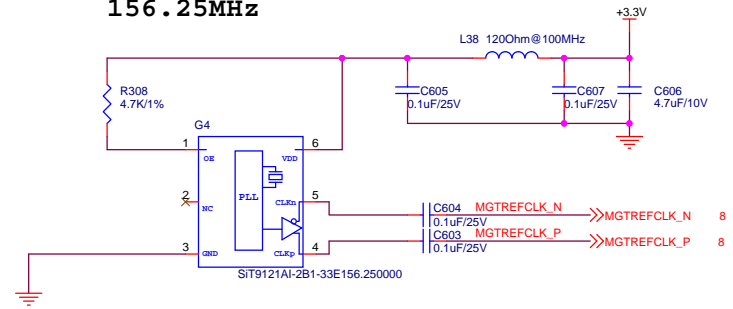 156.25MHz
+3.3V
L38 120Ohm@100MHz
R308
4.7K/1%
C605
0.1uF/25V
C607
0.1uF/25V
C606
4.7uF/10V
G4
1
OE
VDD
6
2
NC
PLL
CLKn
5
3
GND
CLKp
4
SiT9121AI-2B1-33E156.250000
C604
0.1uF/25V
MGTREFCLK_N
MGTREFCLK_N 8
C603
0.1uF/25V
MGTREFCLK_P
MGTREFCLK_P 8